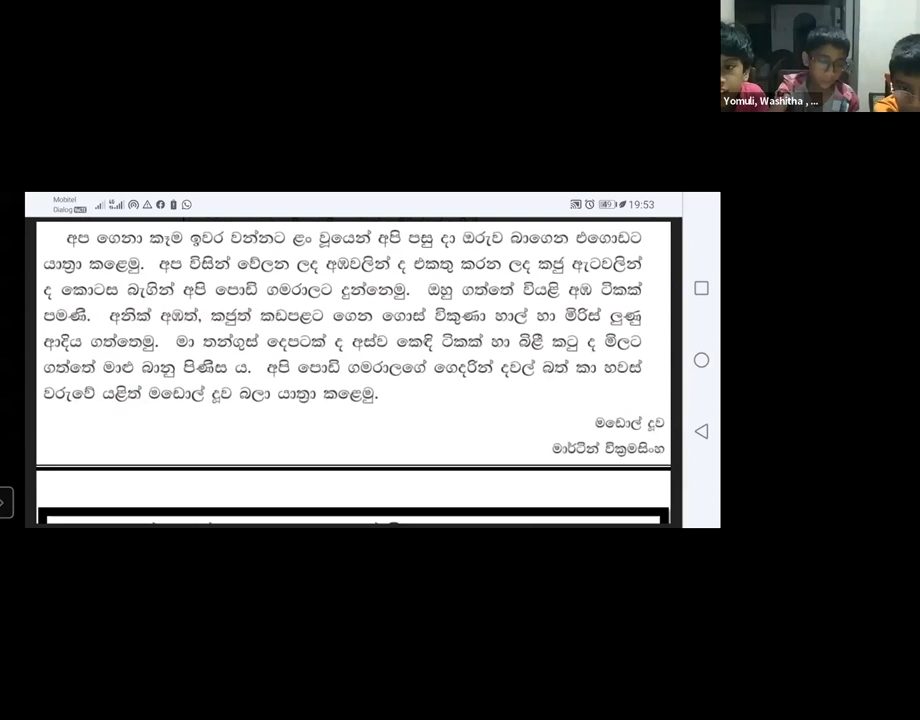 Yomuli, Washitha , ...
Mobitel
Dialog VoLTE
49 19:53
අප ගෙනා කෑම ඉවර වන්නට ළං වූයෙන් අපි පසු දා ඔරුව බාගෙන එගොඩට
යාත්‍රා කළෙමු. අප විසින් වේලන ලද අඹවලින් ද එකතු කරන ලද කජු ඇටවලින්
ද කොටස බැගින් අපි පොඩි ගමරාලට දුන්නෙමු. ඔහු ගත්තේ වියළි අඹ ටිකක්
පමණි. අනික් අඹත්, කජුත් කඩපළට ගෙන ගොස් විකුණා හාල් හා මිරිස් ලුණු
ආදිය ගත්තෙමු. මා තන්ගුස් දෙපටක් ද අස්ව කෙඳි ටිකක් හා බිළී කටු ද මිලට
ගත්තේ මාළු බානු පිණිස ය. අපි පොඩි ගමරාලගේ ගෙදරින් දවල් බත් කා හවස්
වරුවේ යළිත් මඩොල් දූව බලා යාත්‍රා කළෙමු.
මඩොල් දූව
මාර්ටින් වික්‍රමසිංහ